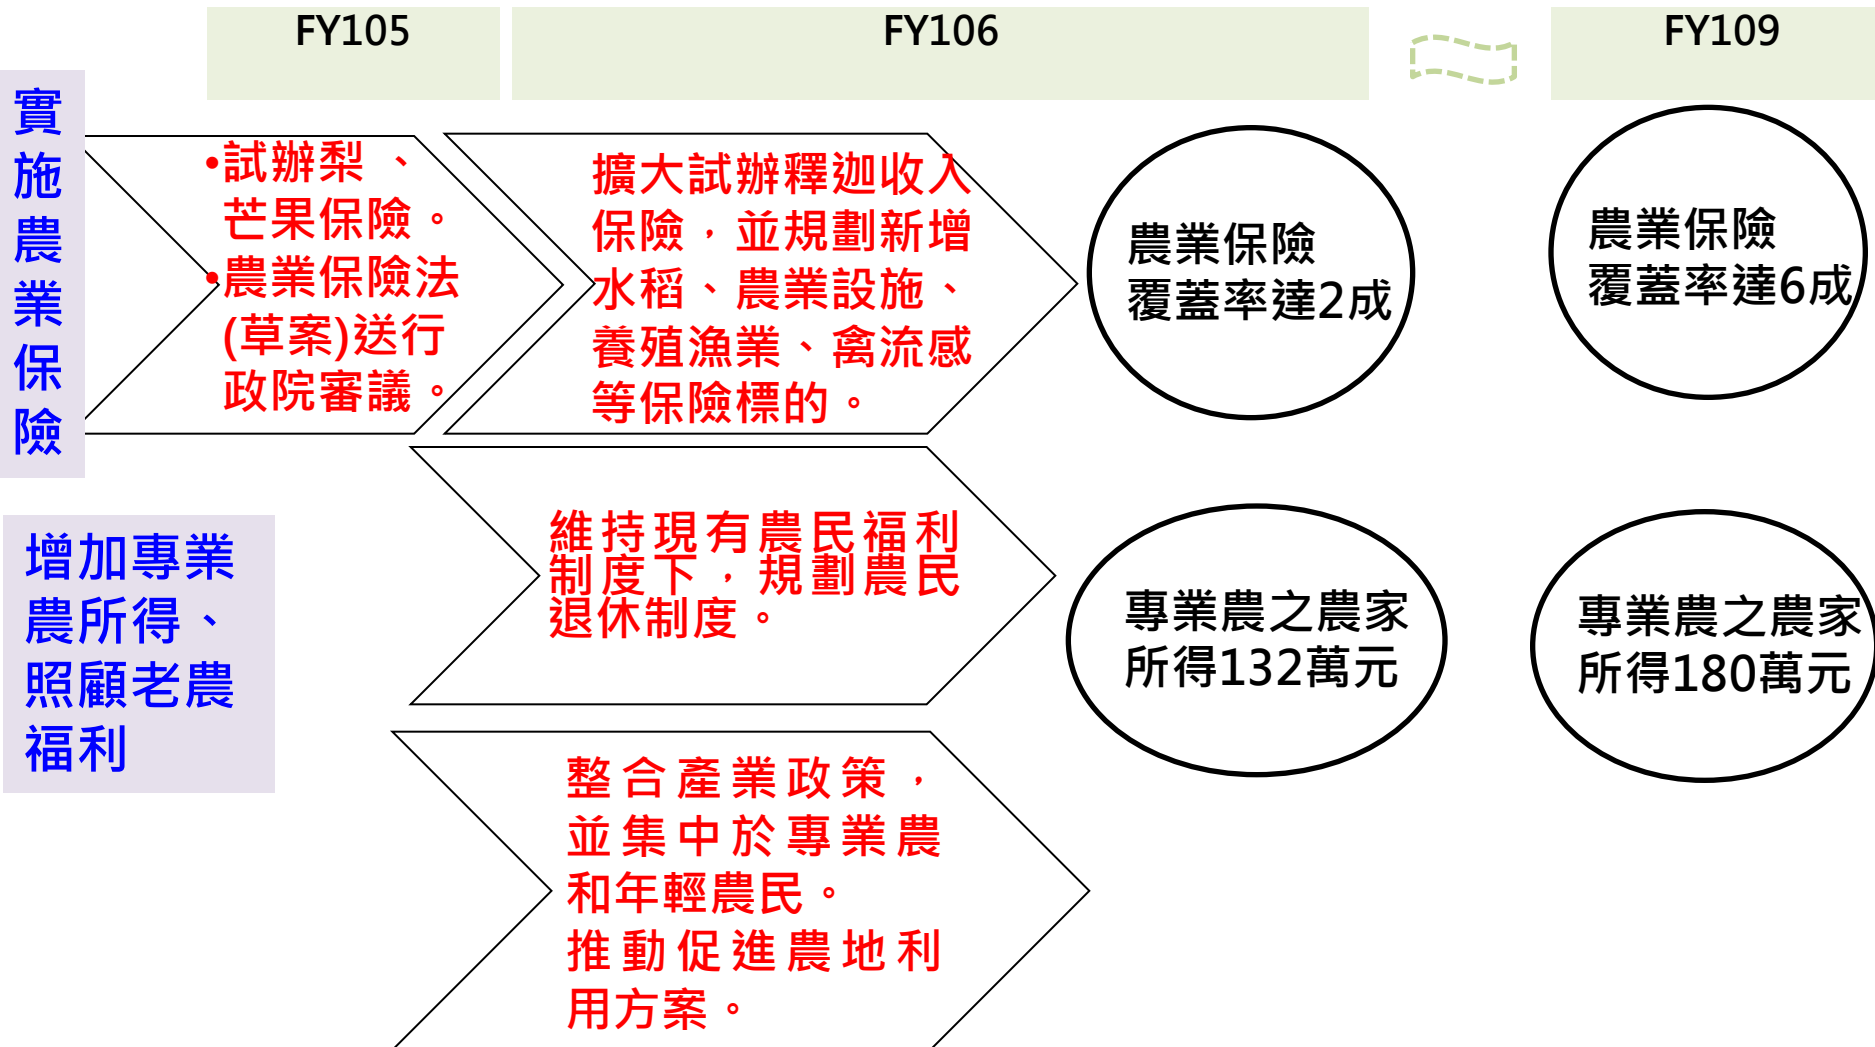 FY105
FY106
FY109
實施農業保險
•試辦梨、
芒果保險。
•農業保險法
(草案)送行
政院審議。
擴大試辦釋迦收入
保險，並規劃新增
水稻、農業設施、
養殖漁業、禽流感
等保險標的。
農業保險
覆蓋率達2成
農業保險
覆蓋率達6成
增加專業
農所得、
照顧老農
福利
維持現有農民福利
制度下，規劃農民
退休制度。
專業農之農家
所得132萬元
專業農之農家
所得180萬元
整合產業政策，
並集中於專業農
和年輕農民。
推動促進農地利
用方案。